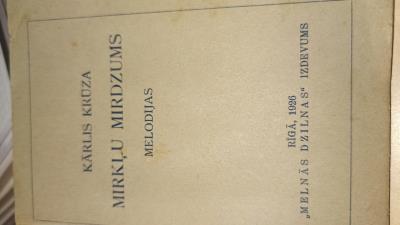 KĀRLIS KRŪZA
MIRKĻU MIRDZUMS
MELODIJAS
RĪGĀ, 1926
„MELNĀS DZILNAS“ IZDEVUMS